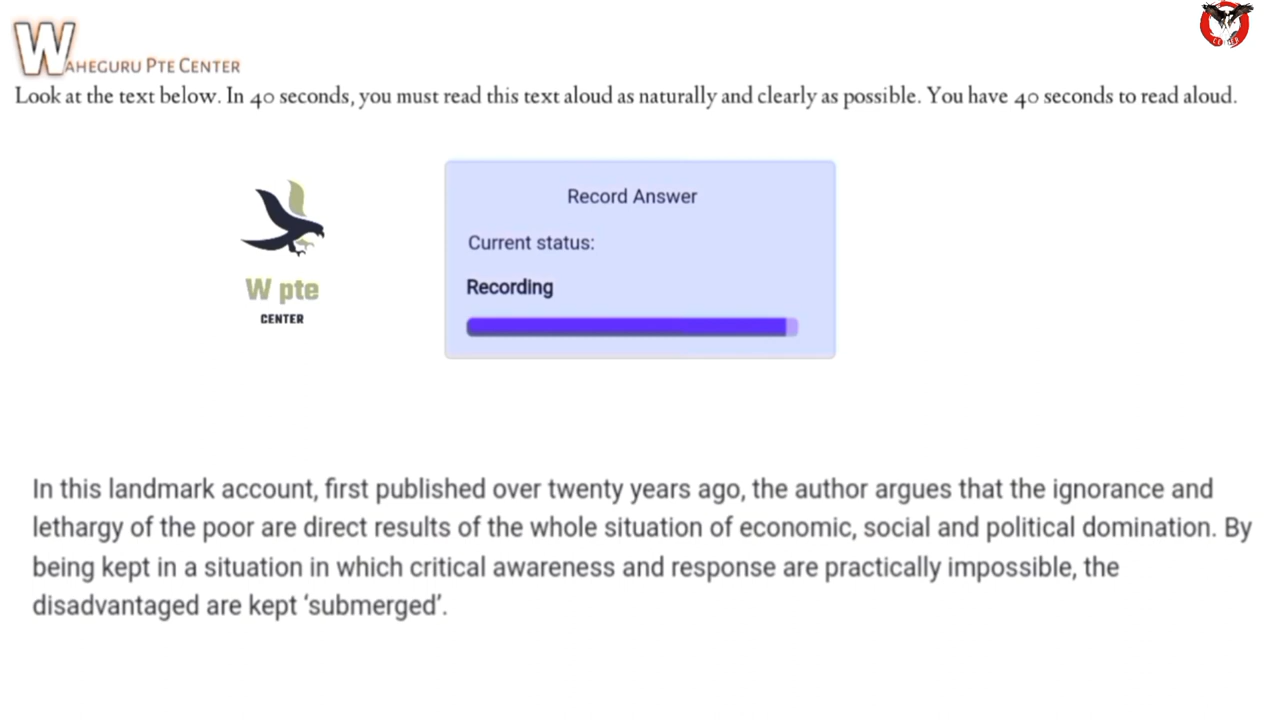 WAHEGURU PTE CENTER
Look at the text below. In 40 seconds, you must read this text aloud as naturally and clearly as possible. You have 40 seconds to read aloud.
Record Answer
Current status:
Recording
W pte
CENTER
In this landmark account, first published over twenty years ago, the author argues that the ignorance and
lethargy of the poor are direct results of the whole situation of economic, social and political domination. By
being kept in a situation in which critical awareness and response are practically impossible, the
disadvantaged are kept ‘submerged’.